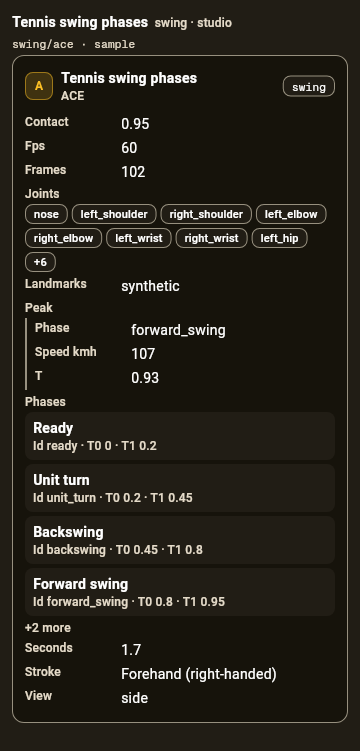 Tennis swing phases swing · studio
swing/ace · sample
A Tennis swing phases swing
ACE
Contact 0.95
Fps 60
Frames 102
Joints
nose left_shoulder right_shoulder left_elbow
right_elbow left_wrist right_wrist left_hip
+6
Landmarks synthetic
Peak
Phase forward_swing
Speed kmh 107
T 0.93
Phases
Ready
Id ready · T0 0 · T1 0.2
Unit turn
Id unit_turn · T0 0.2 · T1 0.45
Backswing
Id backswing · T0 0.45 · T1 0.8
Forward swing
Id forward_swing · T0 0.8 · T1 0.95
+2 more
Seconds 1.7
Stroke Forehand (right-handed)
View side